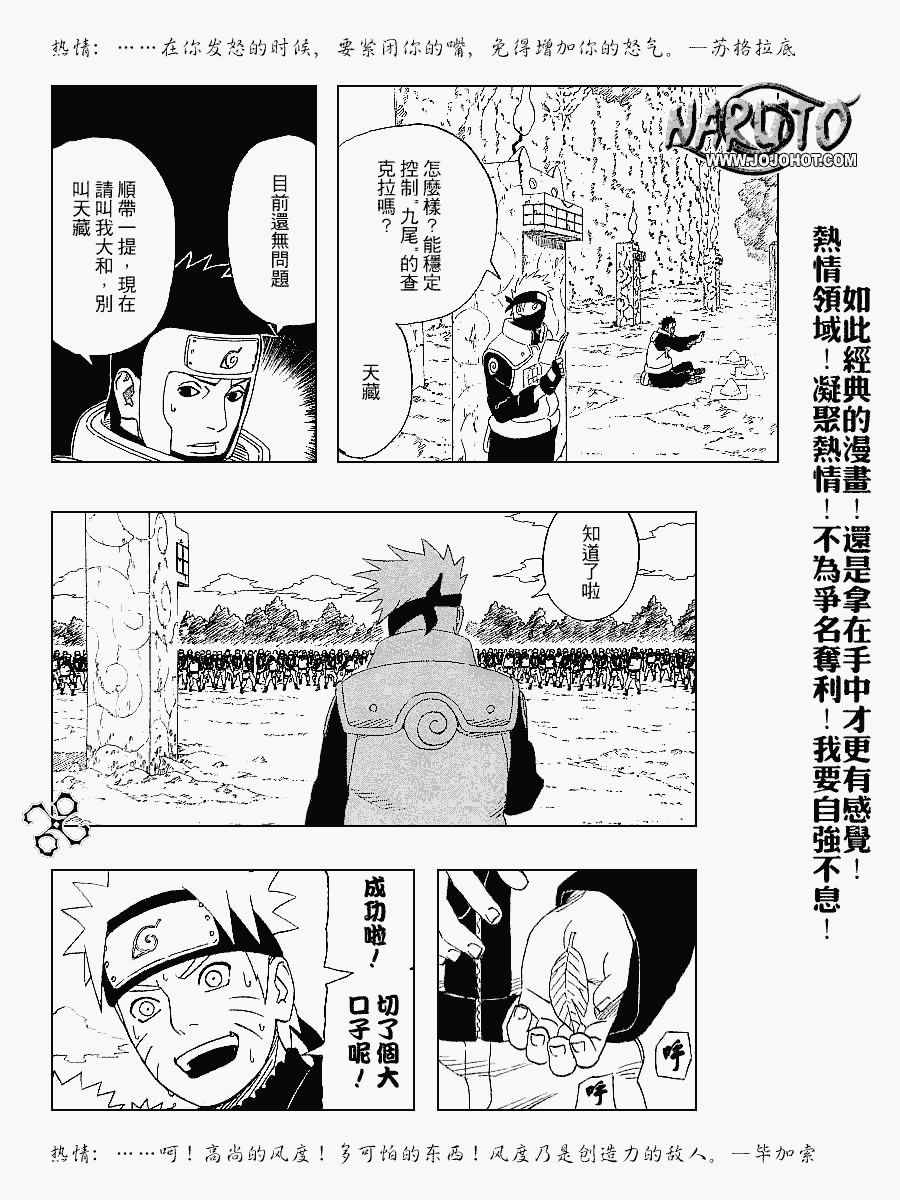 热情：……在你发怒的时候，要紧闭你的嘴，免得增加你的怒气。—苏格拉底
NARUTO
WWW.JOJOHOT.COM
怎麼樣？能穩定
控制"九尾"的查
克拉嗎？
天藏
目前還無問題
順帶一提，現在
請叫我大和，別
叫天藏
如此經典的漫畫！還是拿在手中才更有感覺！
熱情領域！凝聚熱情！不為爭名奪利！我要自強不息！
知道了啦
呼
呼
成功啦！
切了個大
口子呢！
热情：……呵！高尚的风度！多可怕的东西！风度乃是创造力的敌人。—毕加索